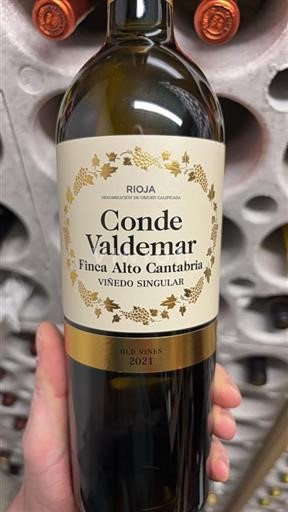 RIOJA
DENOMINACIÓN DE ORIGEN CALIFICADA
Conde
Valdemar
Finca Alto Cantabria
VIÑEDO SINGULAR
OLD VINES
2021